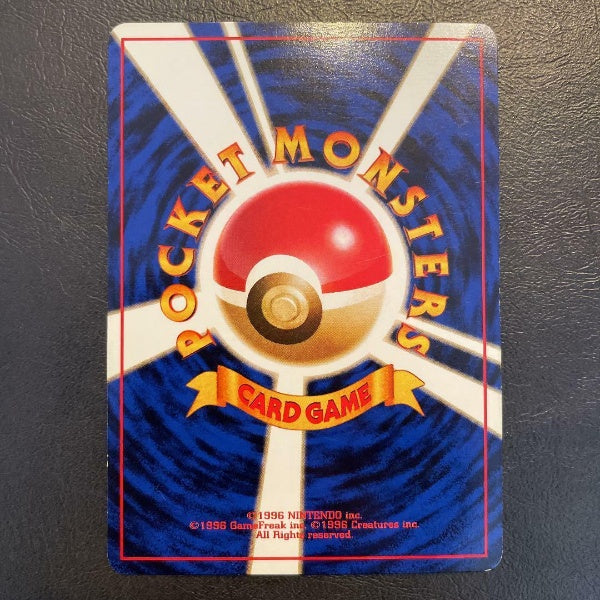 POCKET MONSTERS
CARD GAME
©1996 NINTENDO inc.
©1996 GameFreak inc. ©1996 Creatures inc.
All Rights reserved.